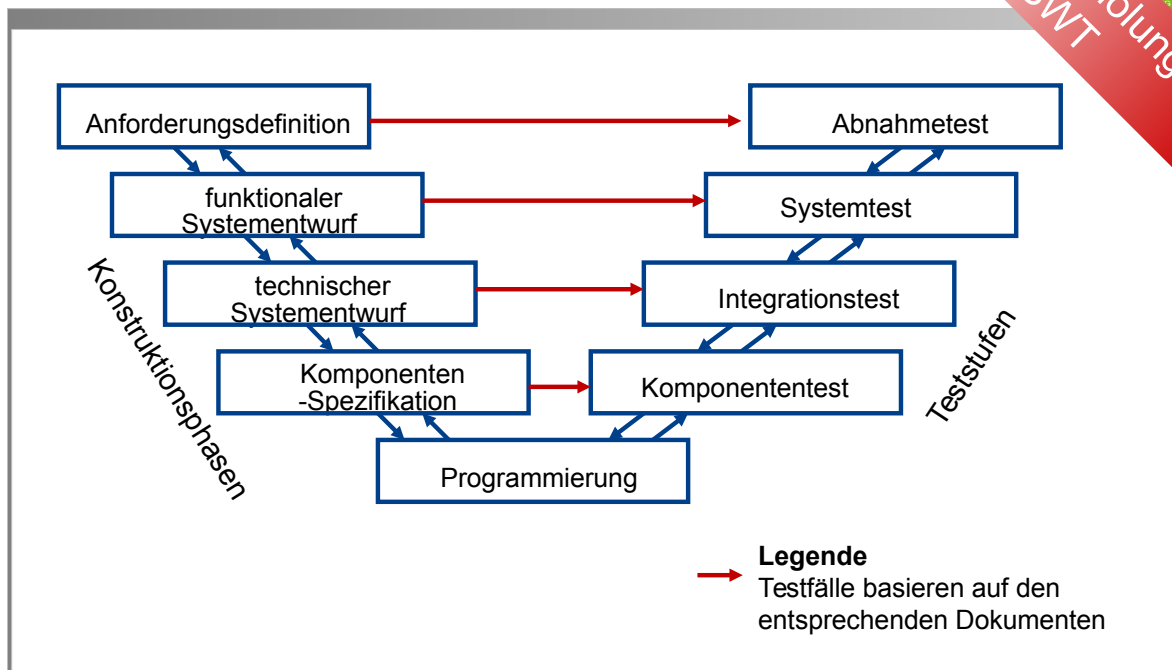 SWT
Anforderungsdefinition
Abnahmetest
funktionaler
Systementwurf
Systemtest
technischer
Systementwurf
Integrationstest
Komponenten
-Spezifikation
Komponententest
Programmierung
Konstruktionsphasen
Teststufen
Legende
Testfälle basieren auf den
entsprechenden Dokumenten